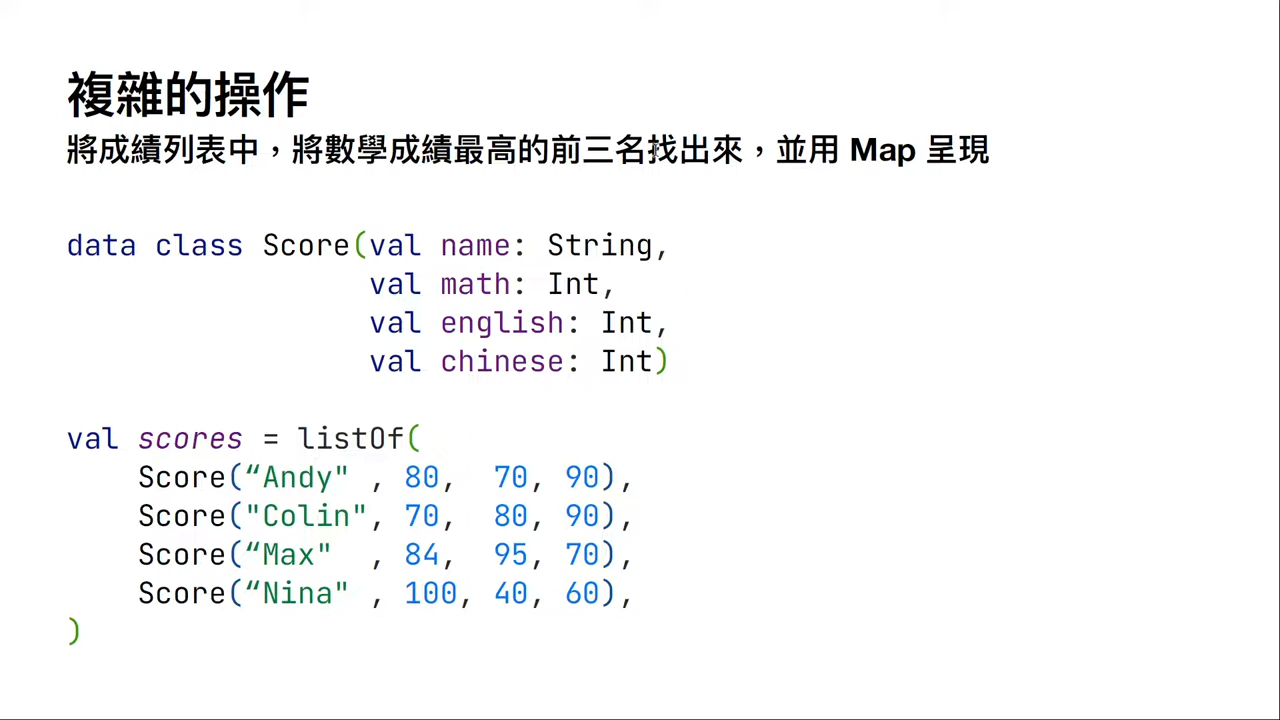 複雜的操作
將成績列表中，將數學成績最高的前三名找出來，並用 Map 呈現
data class Score(val name: String,
val math: Int,
val english: Int,
val chinese: Int)
val scores = listOf(
Score(“Andy" , 80, 70, 90),
Score("Colin", 70, 80, 90),
Score(“Max" , 84, 95, 70),
Score(“Nina" , 100, 40, 60),
)